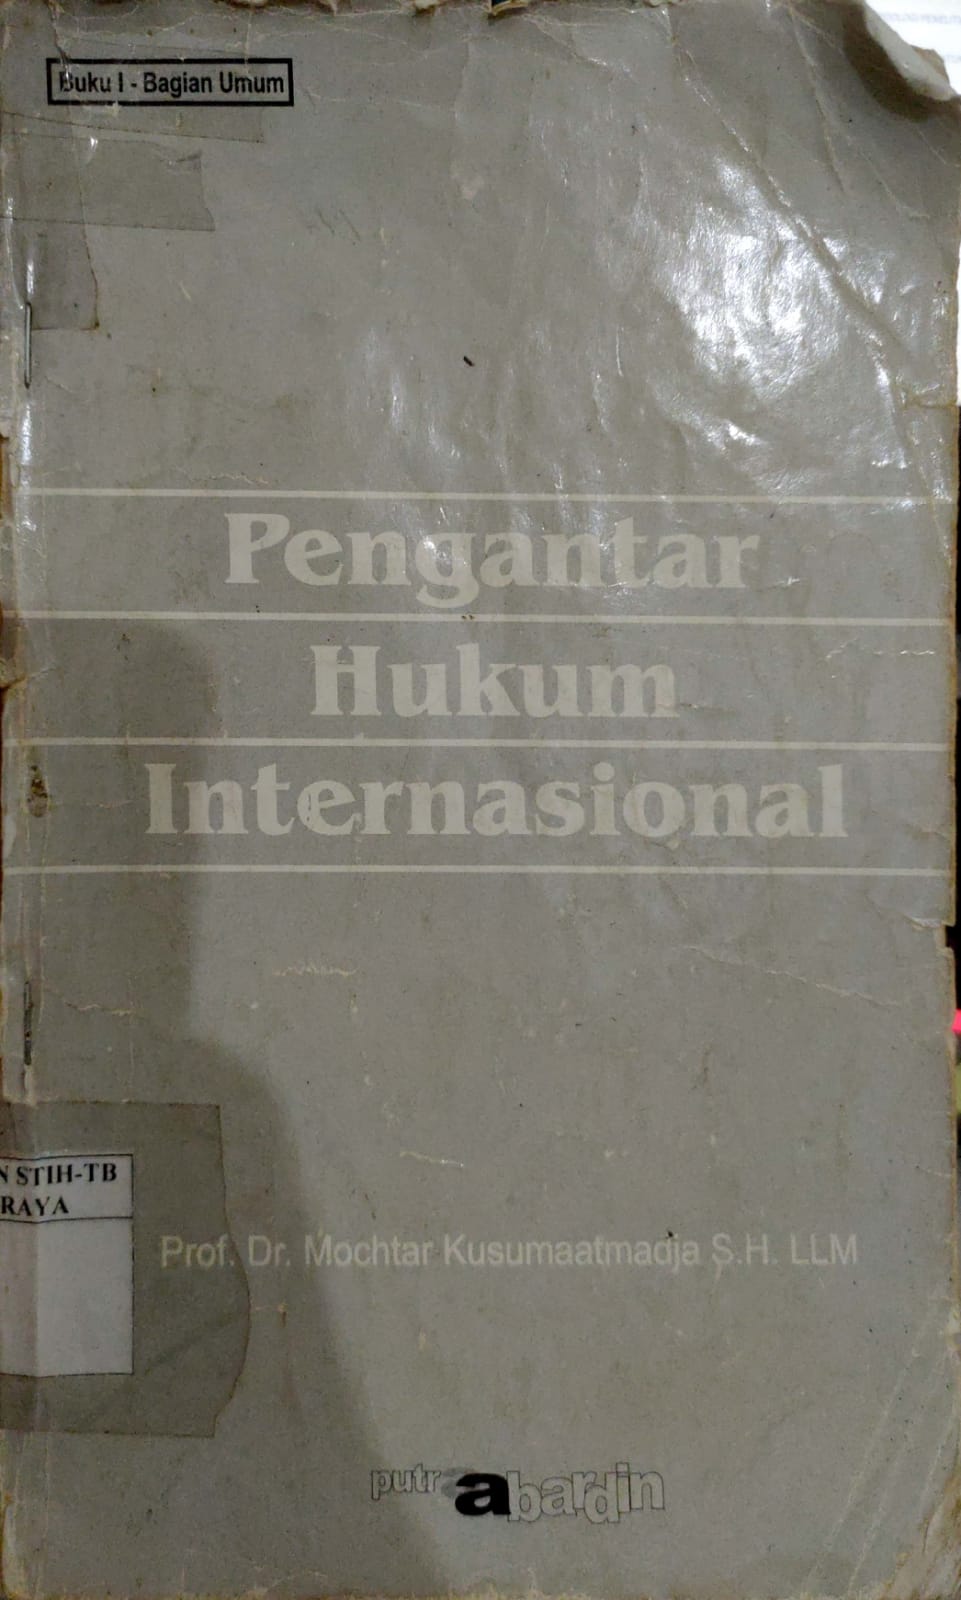 Buku I - Bagian Umum
Pengantar
Hukum
Internasional
N STIH-TB
RAYA
Prof. Dr. Mochtar Kusumaatmadja S.H. LLM
putra abardin